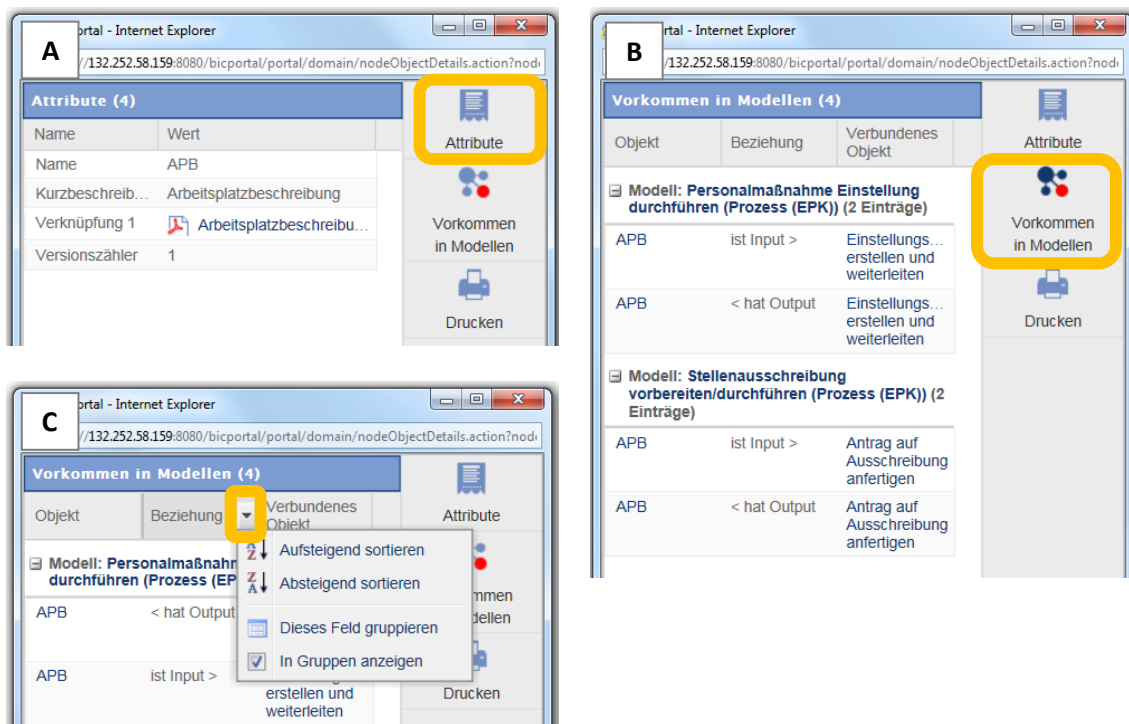 A
ortal - Internet Explorer
//132.252.58.159:8080/bicportal/portal/domain/nodeObjectDetails.action?nod
Attribute (4)
Name Wert
Name APB
Kurzbeschreib... Arbeitsplatzbeschreibung
Verknüpfung 1 Arbeitsplatzbeschreibu...
Versionszähler 1
Attribute
Vorkommen
in Modellen
Drucken
B
rtal - Internet Explorer
/132.252.58.159:8080/bicportal/portal/domain/nodeObjectDetails.action?nod
Vorkommen in Modellen (4)
Objekt Beziehung Verbundenes
Objekt
Modell: Personalmaßnahme Einstellung
durchführen (Prozess (EPK)) (2 Einträge)
APB ist Input > Einstellungs...
erstellen und
weiterleiten
APB < hat Output Einstellungs...
erstellen und
weiterleiten
Modell: Stellenausschreibung
vorbereiten/durchführen (Prozess (EPK)) (2
Einträge)
APB ist Input > Antrag auf
Ausschreibung
anfertigen
APB < hat Output Antrag auf
Ausschreibung
anfertigen
Attribute
Vorkommen
in Modellen
Drucken
C
ortal - Internet Explorer
//132.252.58.159:8080/bicportal/portal/domain/nodeObjectDetails.action?nod
Vorkommen in Modellen (4)
Objekt Beziehung Verbundenes
Objekt
Modell: Personalmaßnahm
durchführen (Prozess (EP
APB < hat Output
APB ist Input >
erstellen und
weiterleiten
Aufsteigend sortieren
Absteigend sortieren
Dieses Feld gruppieren
In Gruppen anzeigen
Attribute
mmen
dellen
Drucken